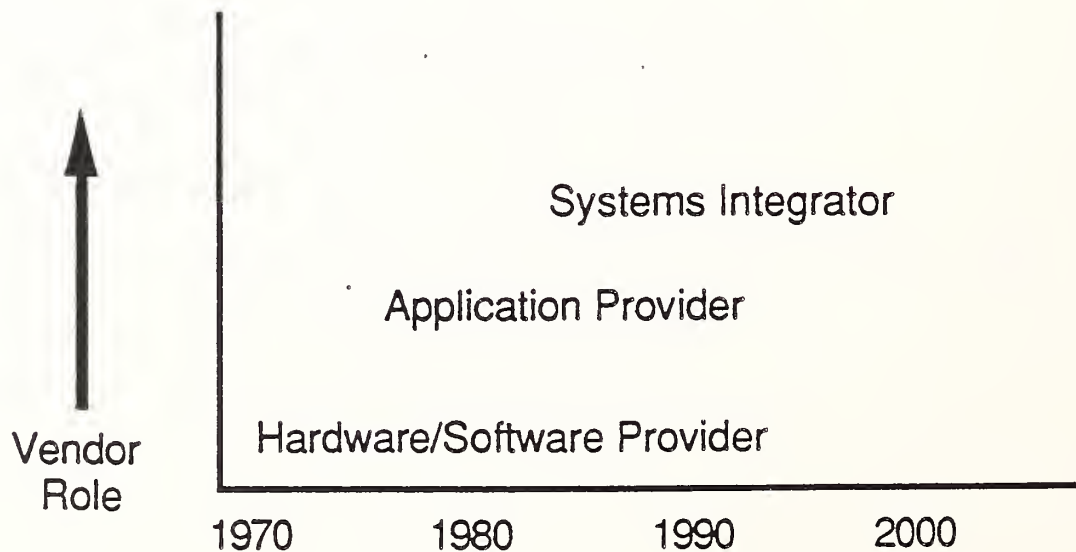 Systems Integrator
Application Provider
Hardware/Software Provider
Vendor
Role
1970 1980 1990 2000